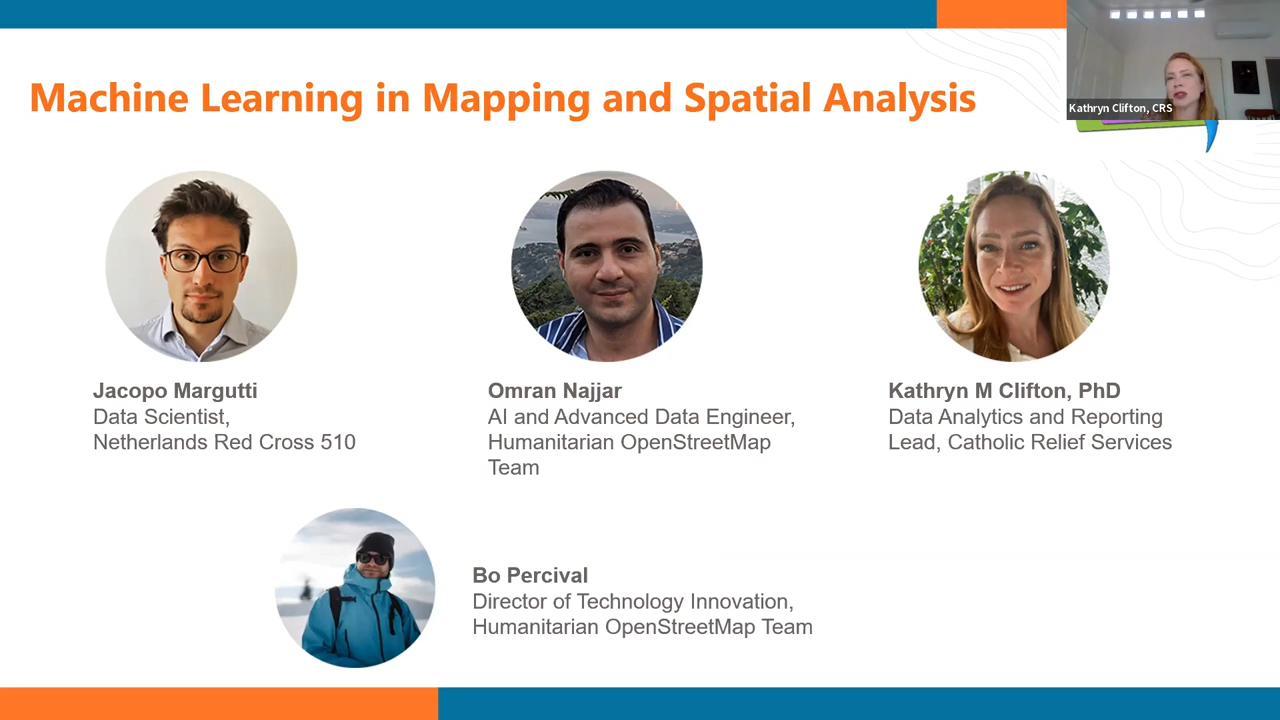 Machine Learning in Mapping and Spatial Analysis
Kathryn Clifton, CRS
Jacopo Margutti
Data Scientist,
Netherlands Red Cross 510
Omran Najjar
AI and Advanced Data Engineer,
Humanitarian OpenStreetMap
Team
Kathryn M Clifton, PhD
Data Analytics and Reporting
Lead, Catholic Relief Services
Bo Percival
Director of Technology Innovation,
Humanitarian OpenStreetMap Team